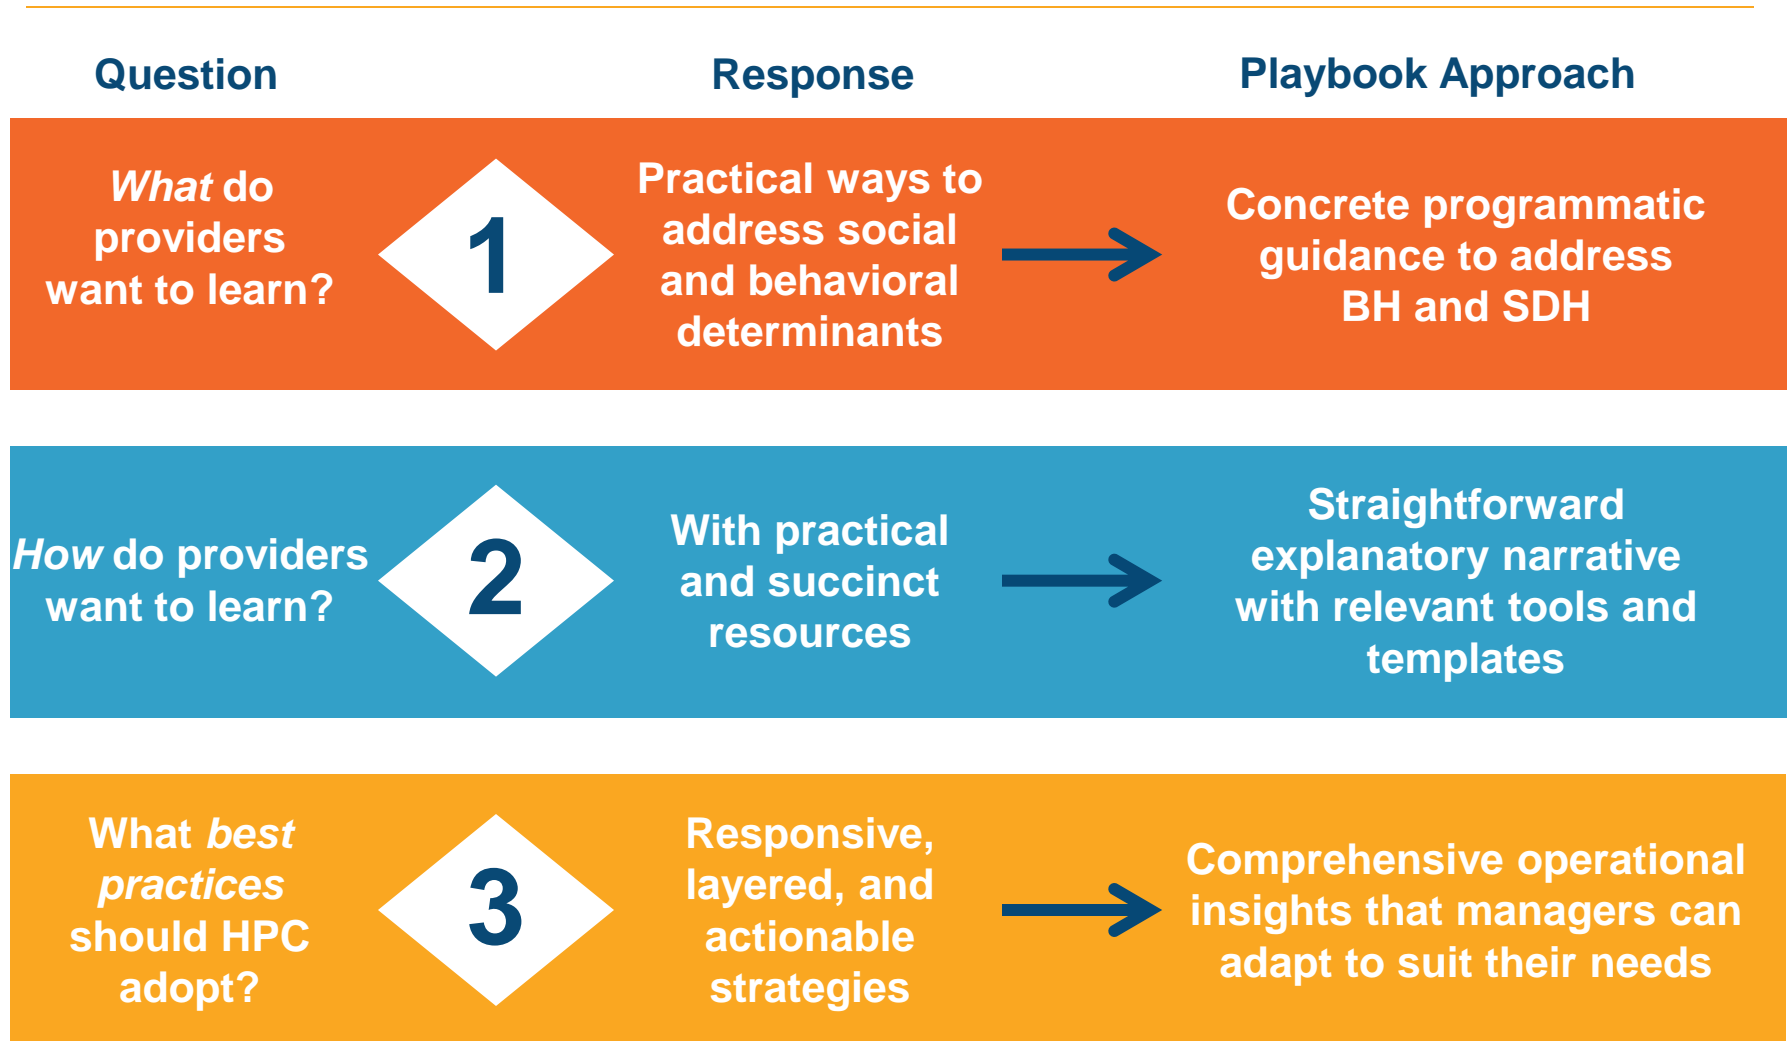 Question
Response
Playbook Approach
What do
providers
want to learn?
1
Practical ways to
address social
and behavioral
determinants
Concrete programmatic
guidance to address
BH and SDH
How do providers
want to learn?
2
With practical
and succinct
resources
Straightforward
explanatory narrative
with relevant tools and
templates
What best
practices
should HPC
adopt?
3
Responsive,
layered, and
actionable
strategies
Comprehensive operational
insights that managers can
adapt to suit their needs